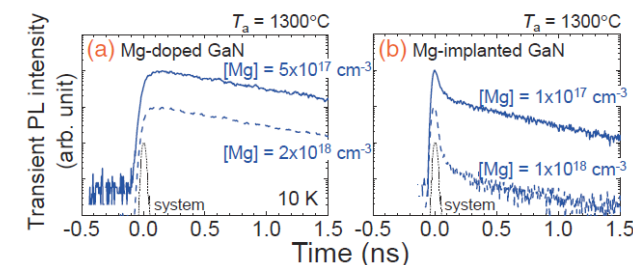 Tₐ = 1300°C
Tₐ = 1300°C
(a) Mg-doped GaN
(b) Mg-implanted GaN
[Mg] = 5x10¹⁷ cm⁻³
[Mg] = 1x10¹⁷ cm⁻³
[Mg] = 2x10¹⁸ cm⁻³
[Mg] = 1x10¹⁸ cm⁻³
Transient PL intensity
(arb. unit)
system
10 K
system
-0.5 0.0 0.5 1.0 1.5
-0.5 0.0 0.5 1.0 1.5
Time (ns)